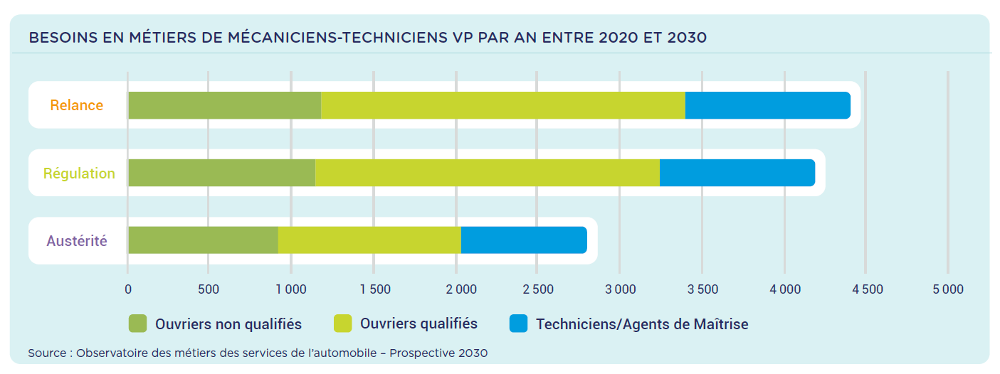 BESOINS EN MÉTIERS DE MÉCANICIENS-TECHNICIENS VP PAR AN ENTRE 2020 ET 2030
Relance
Régulation
Austérité
0 500 1 000 1 500 2 000 2 500 3 000 3 500 4 000 4 500 5 000
Ouvriers non qualifiés Ouvriers qualifiés Techniciens/Agents de Maîtrise
Source : Observatoire des métiers des services de l'automobile – Prospective 2030